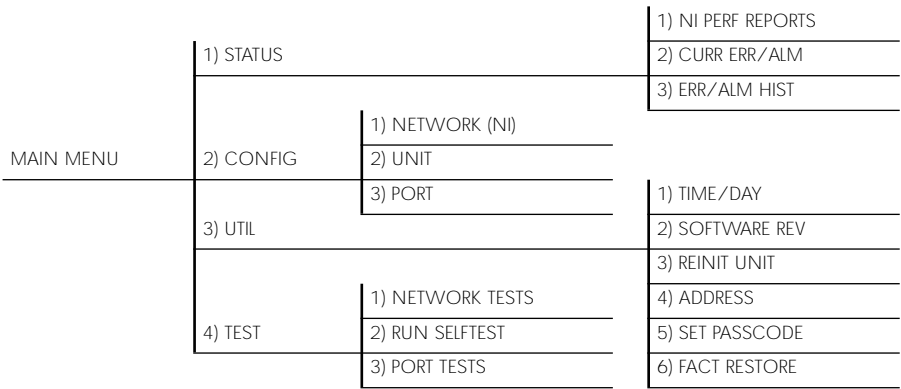 MAIN MENU
1) STATUS
1) NI PERF REPORTS
2) CURR ERR/ALM
3) ERR/ALM HIST
2) CONFIG
1) NETWORK (NI)
2) UNIT
3) PORT
3) UTIL
1) TIME/DAY
2) SOFTWARE REV
3) REINIT UNIT
4) ADDRESS
5) SET PASSCODE
6) FACT RESTORE
4) TEST
1) NETWORK TESTS
2) RUN SELFTEST
3) PORT TESTS